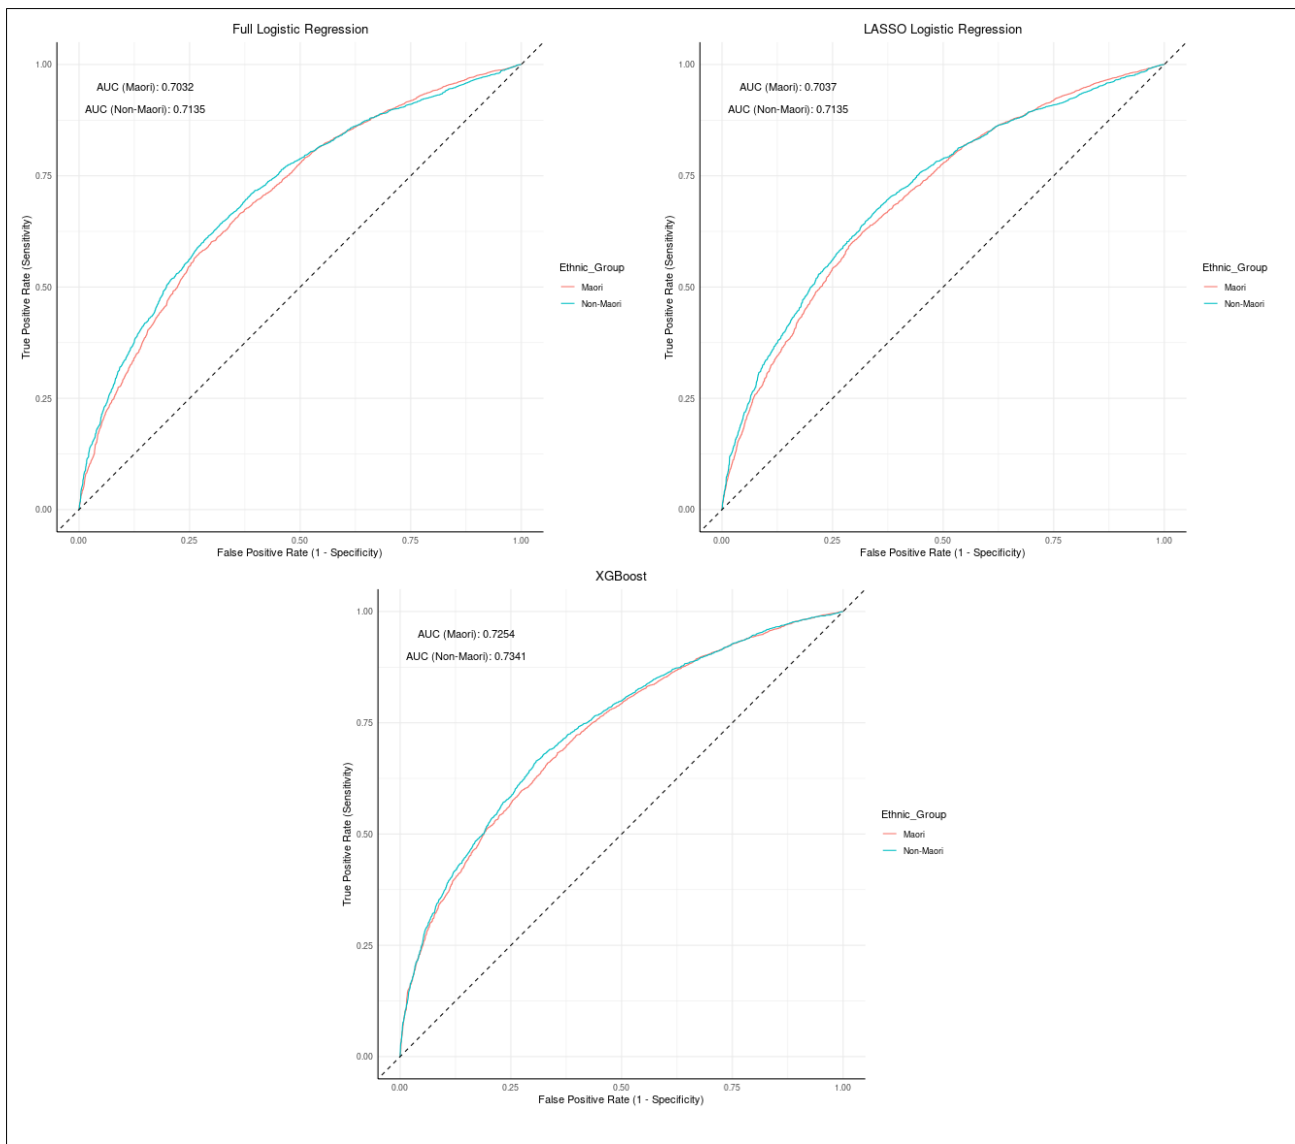 Full Logistic Regression
AUC (Maori): 0.7032
AUC (Non-Maori): 0.7135
1.00
0.75
0.50
0.25
0.00
True Positive Rate (Sensitivity)
0.00
0.25
0.50
0.75
1.00
False Positive Rate (1 - Specificity)
Ethnic_Group
Maori
Non-Maori
LASSO Logistic Regression
AUC (Maori): 0.7037
AUC (Non-Maori): 0.7135
1.00
0.75
0.50
0.25
0.00
True Positive Rate (Sensitivity)
0.00
0.25
0.50
0.75
1.00
False Positive Rate (1 - Specificity)
Ethnic_Group
Maori
Non-Maori
XGBoost
AUC (Maori): 0.7254
AUC (Non-Maori): 0.7341
1.00
0.75
0.50
0.25
0.00
True Positive Rate (Sensitivity)
0.00
0.25
0.50
0.75
1.00
False Positive Rate (1 - Specificity)
Ethnic_Group
Maori
Non-Maori